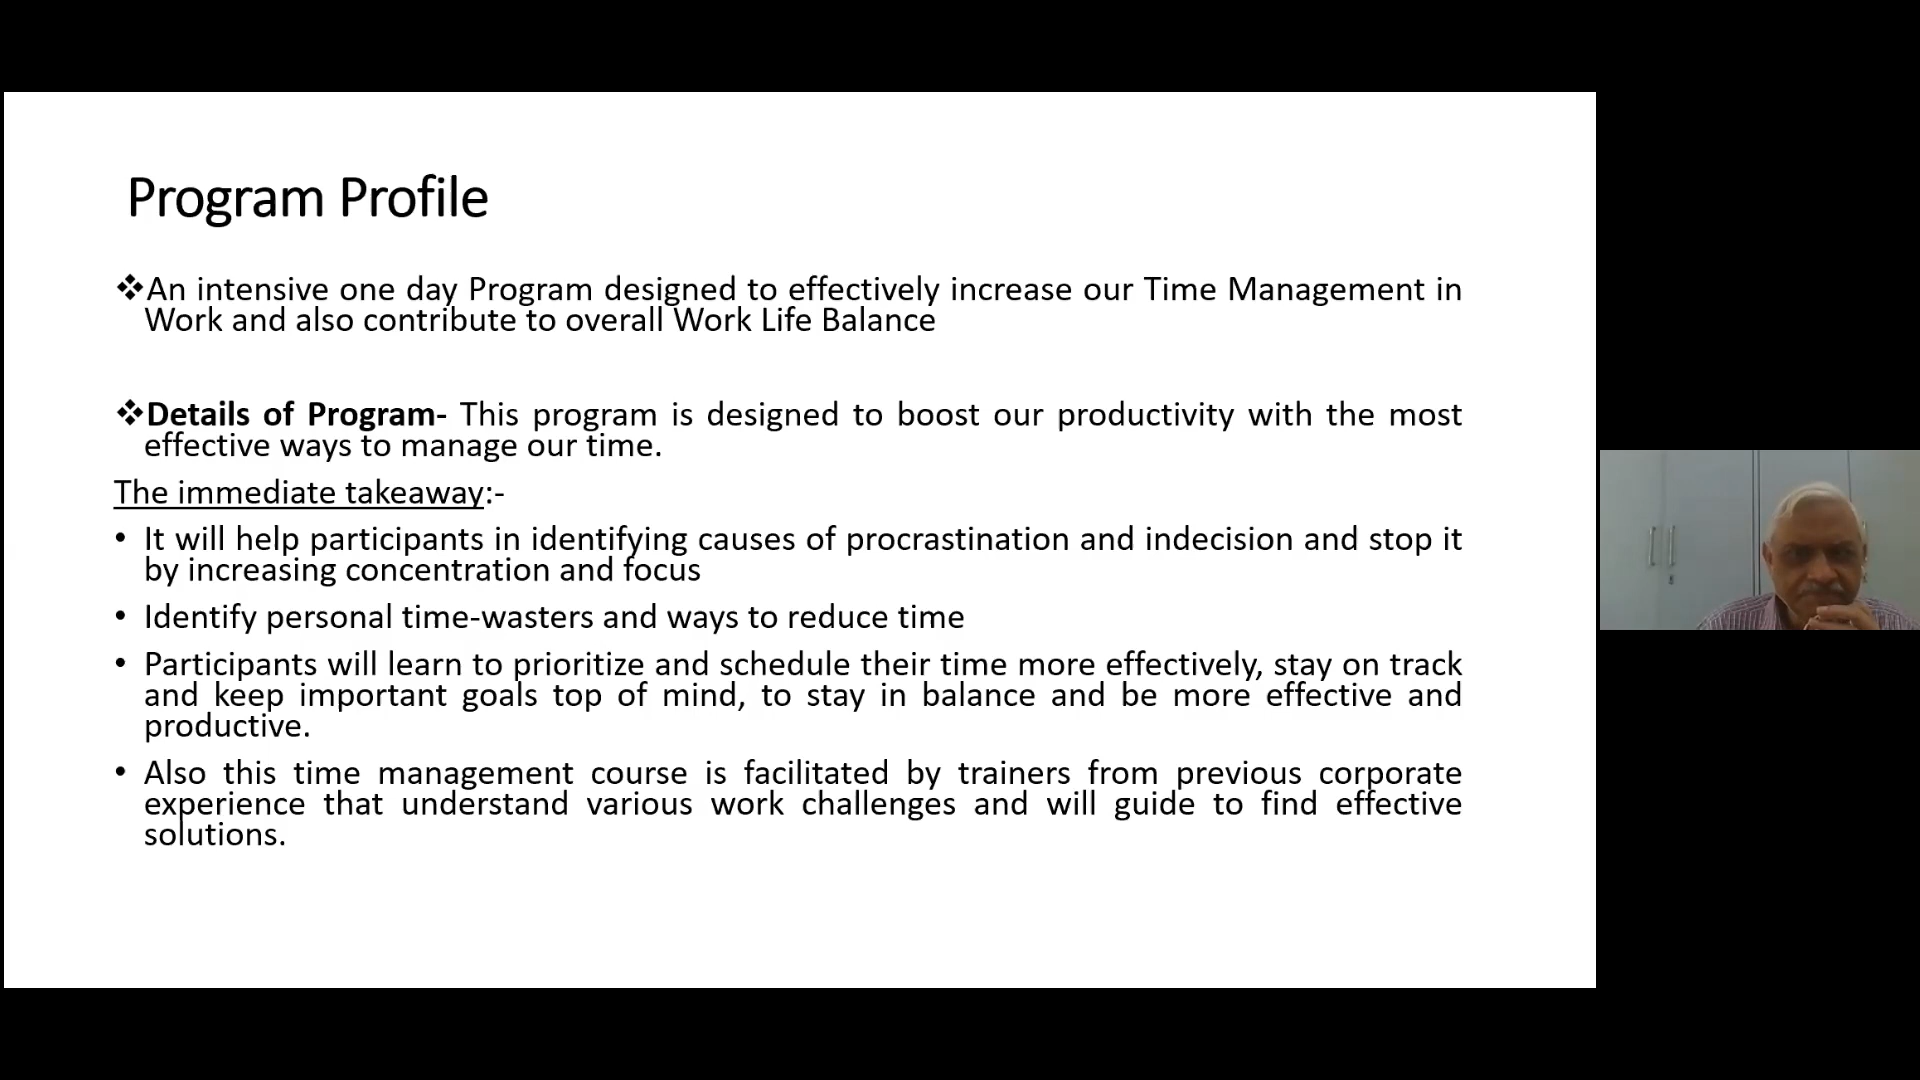 Program Profile
❖An intensive one day Program designed to effectively increase our Time Management in
Work and also contribute to overall Work Life Balance
❖Details of Program- This program is designed to boost our productivity with the most
effective ways to manage our time.
The immediate takeaway:-
• It will help participants in identifying causes of procrastination and indecision and stop it
by increasing concentration and focus
• Identify personal time-wasters and ways to reduce time
• Participants will learn to prioritize and schedule their time more effectively, stay on track
and keep important goals top of mind, to stay in balance and be more effective and
productive.
• Also this time management course is facilitated by trainers from previous corporate
experience that understand various work challenges and will guide to find effective
solutions.